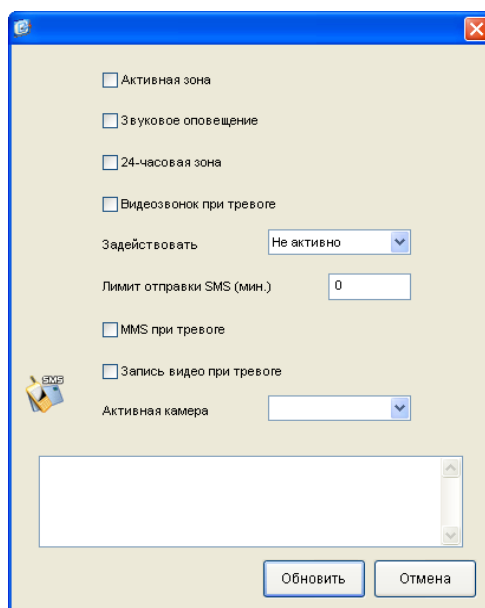 Активная зона
Звуковое оповещение
24-часовая зона
Видеозвонок при тревоге
Задействовать Не активно
Лимит отправки SMS (мин.) 0
MMS при тревоге
Запись видео при тревоге
SMS
Активная камера
Обновить Отмена